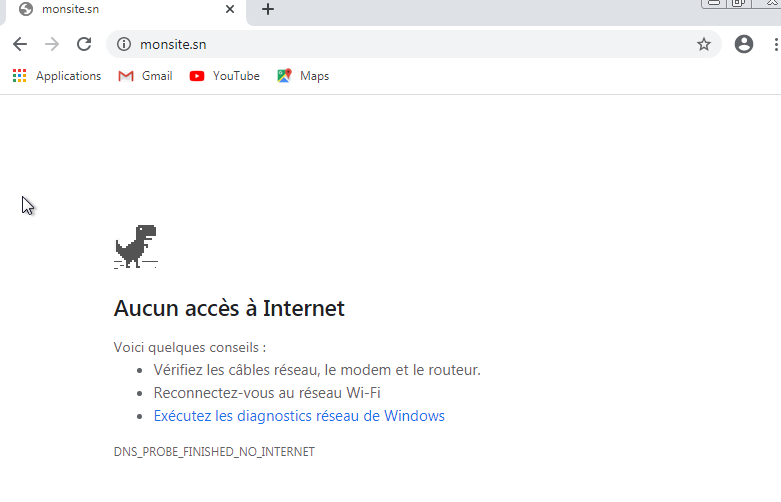 monsite.sn
monsite.sn
Applications Gmail YouTube Maps
Aucun accès à Internet
Voici quelques conseils :
• Vérifiez les câbles réseau, le modem et le routeur.
• Reconnectez-vous au réseau Wi-Fi
• Exécutez les diagnostics réseau de Windows
DNS_PROBE_FINISHED_NO_INTERNET